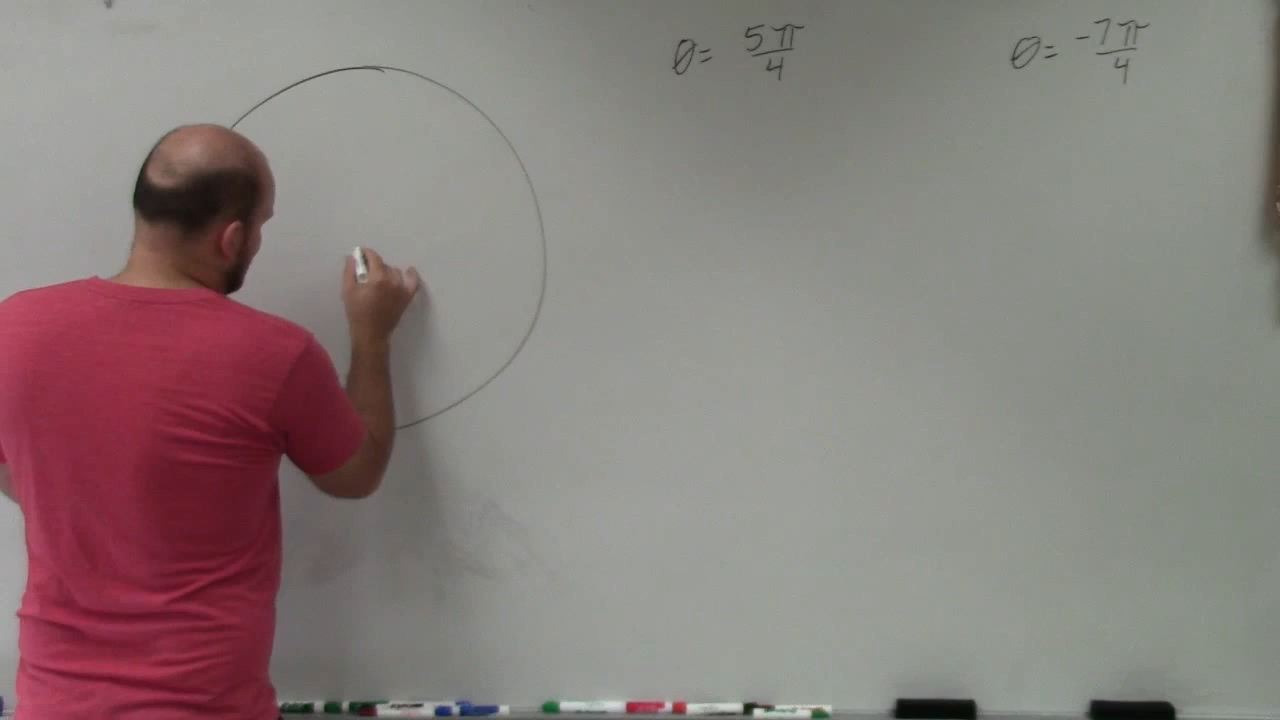 θ = 5π/4
θ = -7π/4